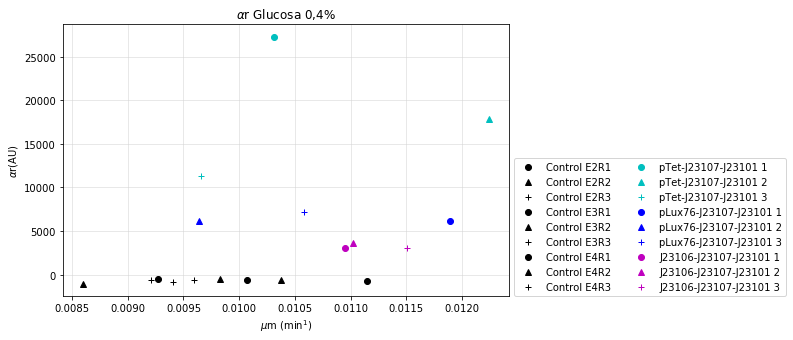 αr Glucosa 0,4%
αr(AU)
25000
20000
15000
10000
5000
0
0.0085 0.0090 0.0095 0.0100 0.0105 0.0110 0.0115 0.0120
μm (min¹)
Control E2R1 pTet-J23107-J23101 1
Control E2R2 pTet-J23107-J23101 2
Control E2R3 pTet-J23107-J23101 3
Control E3R1 pLux76-J23107-J23101 1
Control E3R2 pLux76-J23107-J23101 2
Control E3R3 pLux76-J23107-J23101 3
Control E4R1 J23106-J23107-J23101 1
Control E4R2 J23106-J23107-J23101 2
Control E4R3 J23106-J23107-J23101 3